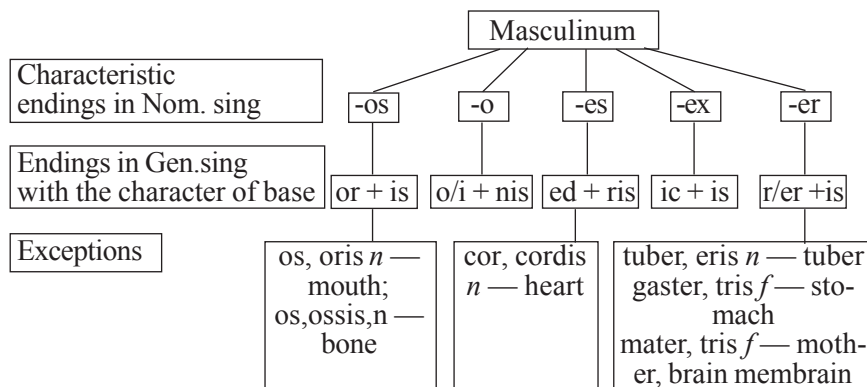 Masculinum
Characteristic
endings in Nom. sing
-os
-o
-es
-ex
-er
Endings in Gen.sing
with the character of base
or + is
o/i + nis
ed + ris
ic + is
r/er +is
Exceptions
os, oris n —
mouth;
os,ossis,n —
bone
cor, cordis
n — heart
tuber, eris n — tuber
gaster, tris f — sto-
mach
mater, tris f — moth-
er, brain membrain